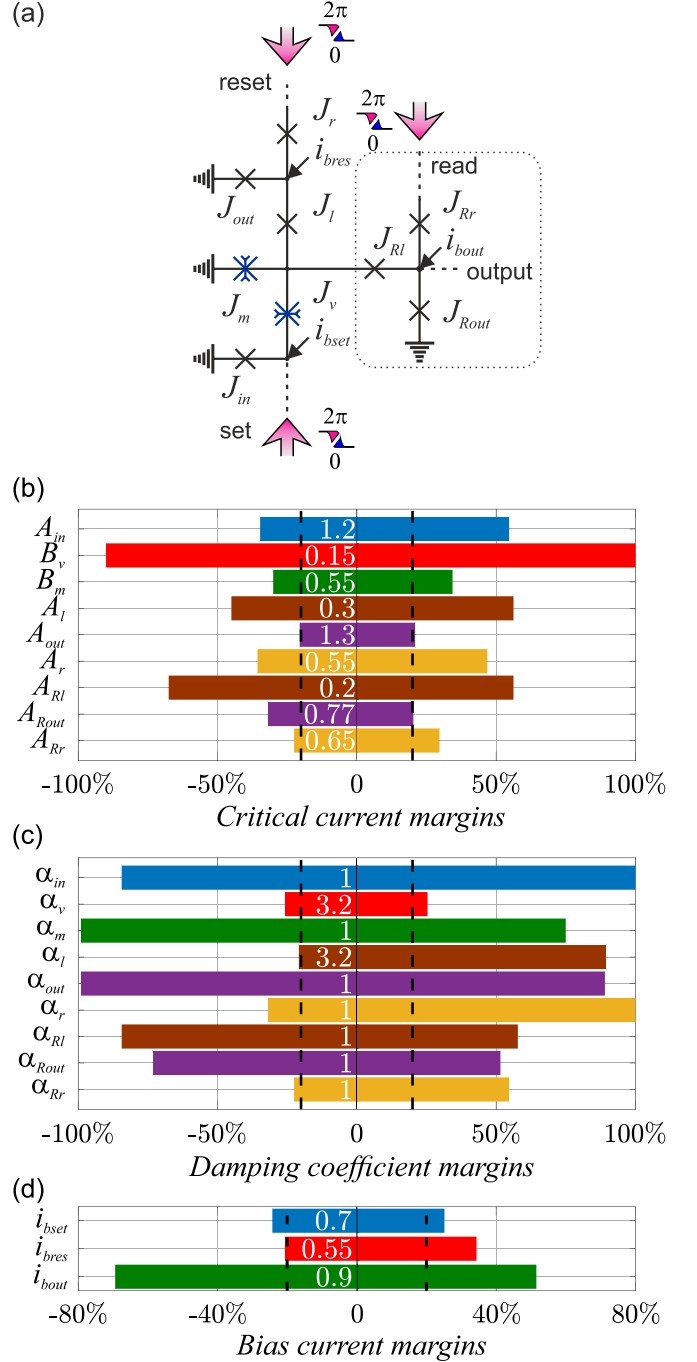 (a)
2π
0
reset
2π
0
J_r
i_bres
read
J_out
J_l
J_Rr
J_Rl
i_bout
output
J_m
J_v
i_bset
J_Rout
J_in
set
2π
0
(b)
A_in 1.2
B_v 0.15
B_m 0.55
A_l 0.3
A_out 1.3
A_r 0.55
A_Rl 0.2
A_Rout 0.77
A_Rr 0.65
-100% -50% 0 50% 100%
Critical current margins
(c)
α_in 1
α_v 3.2
α_m 1
α_l 3.2
α_out 1
α_r 1
α_Rl 1
α_Rout 1
α_Rr 1
-100% -50% 0 50% 100%
Damping coefficient margins
(d)
i_bset 0.7
i_bres 0.55
i_bout 0.9
-80% -40% 0 40% 80%
Bias current margins